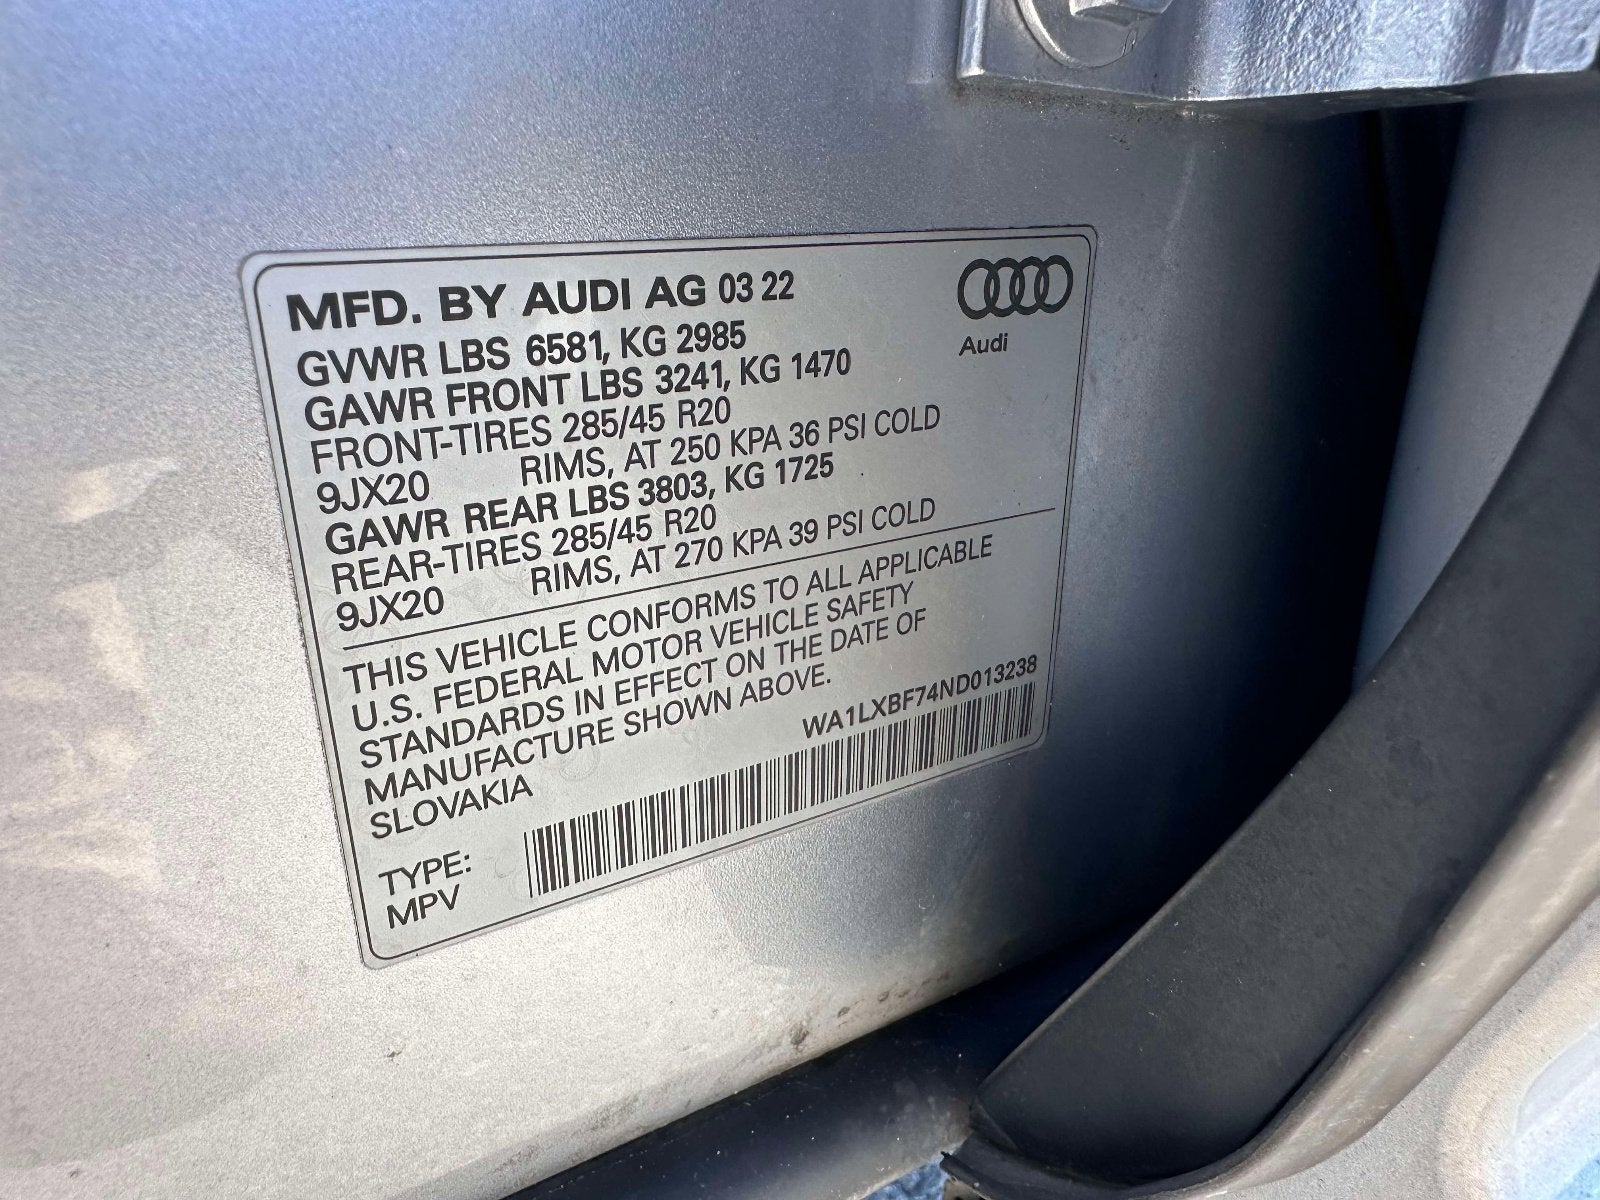 MFD. BY AUDI AG 03 22
Audi
GVWR LBS 6581, KG 2985
GAWR FRONT LBS 3241, KG 1470
FRONT-TIRES 285/45 R20
9JX20 RIMS, AT 250 KPA 36 PSI COLD
GAWR REAR LBS 3803, KG 1725
REAR-TIRES 285/45 R20
9JX20 RIMS, AT 270 KPA 39 PSI COLD
THIS VEHICLE CONFORMS TO ALL APPLICABLE
U.S. FEDERAL MOTOR VEHICLE SAFETY
STANDARDS IN EFFECT ON THE DATE OF
MANUFACTURE SHOWN ABOVE.
SLOVAKIA
WA1LXBF74ND013238
TYPE:
MPV